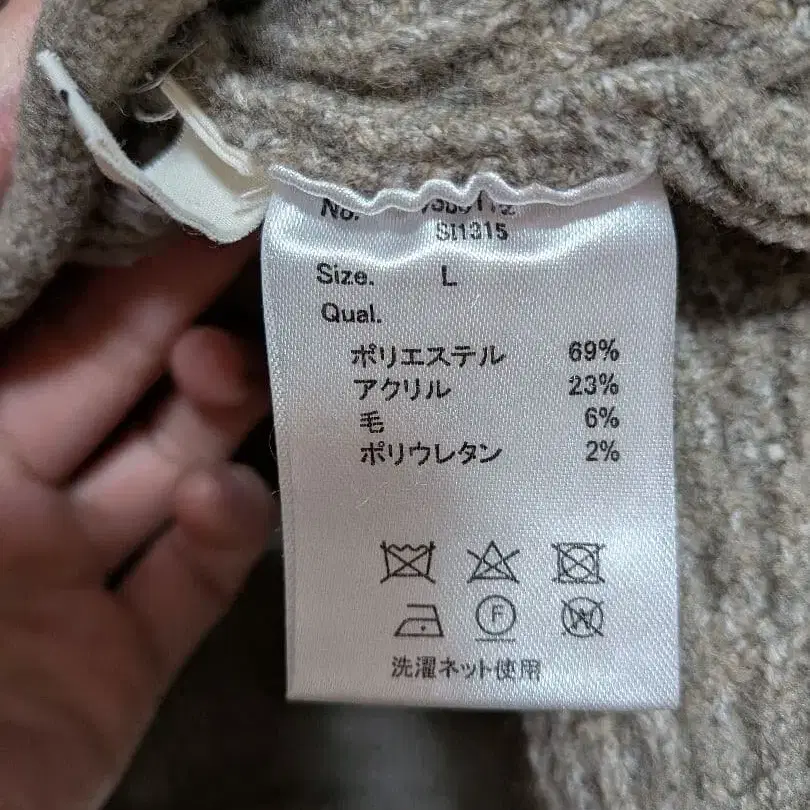 No.
SI1315
Size. L
Qual.
ポリエステル 69%
アクリル 23%
毛 6%
ポリウレタン 2%
F
W
洗濯ネット使用